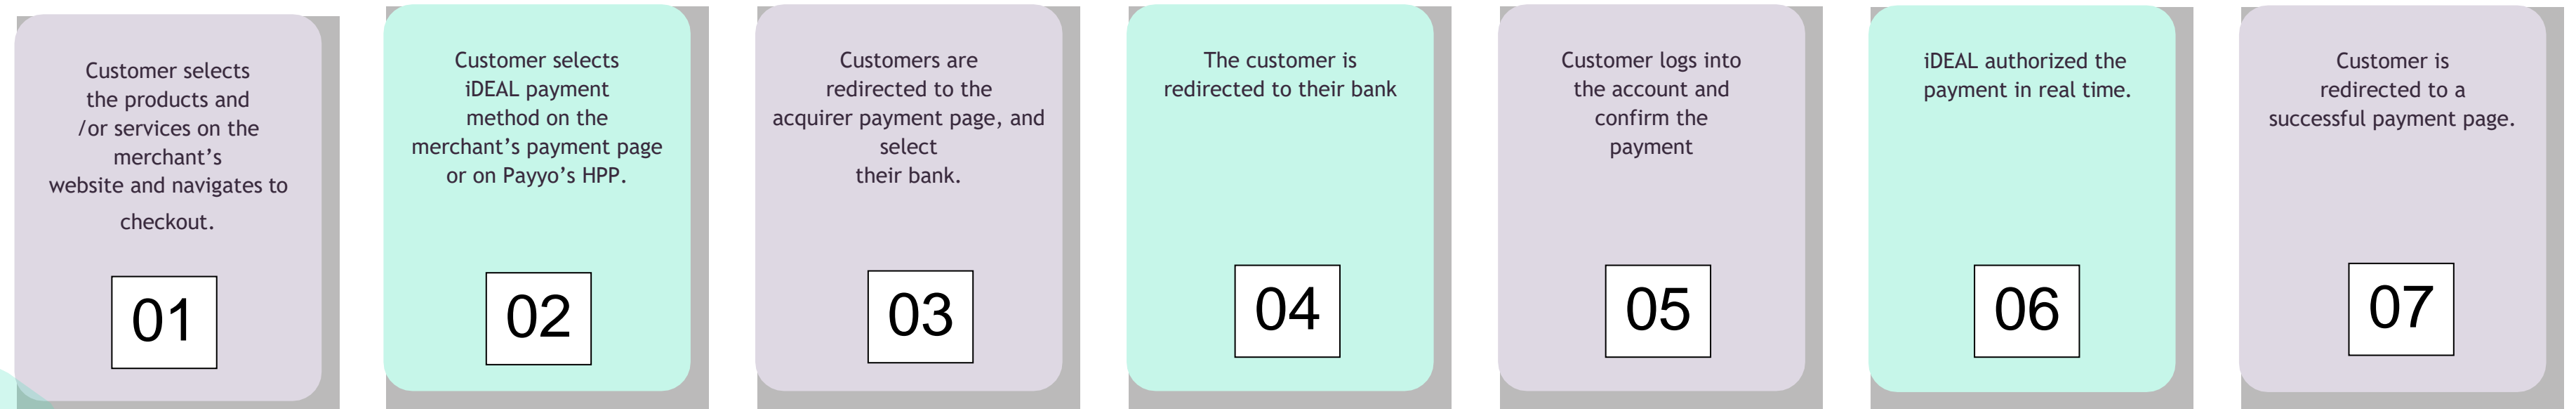 Customer selects
the products and
/or services on the
merchant’s
website and navigates to
checkout.
01
Customer selects
iDEAL payment
method on the
merchant’s payment page
or on Payyo’s HPP.
02
Customers are
redirected to the
acquirer payment page, and
select
their bank.
03
The customer is
redirected to their bank
04
Customer logs into
the account and
confirm the
payment
05
iDEAL authorized the
payment in real time.
06
Customer is
redirected to a
successful payment page.
07